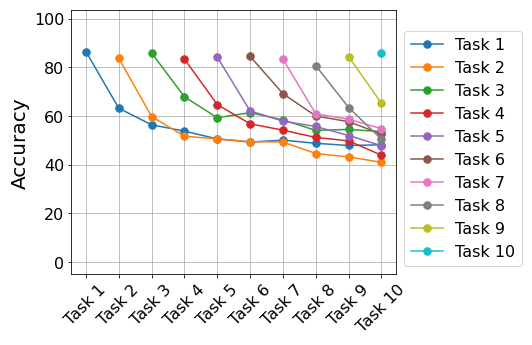 Accuracy
100
80
60
40
20
0
Task 1
Task 2
Task 3
Task 4
Task 5
Task 6
Task 7
Task 8
Task 9
Task 10
Task 1
Task 2
Task 3
Task 4
Task 5
Task 6
Task 7
Task 8
Task 9
Task 10